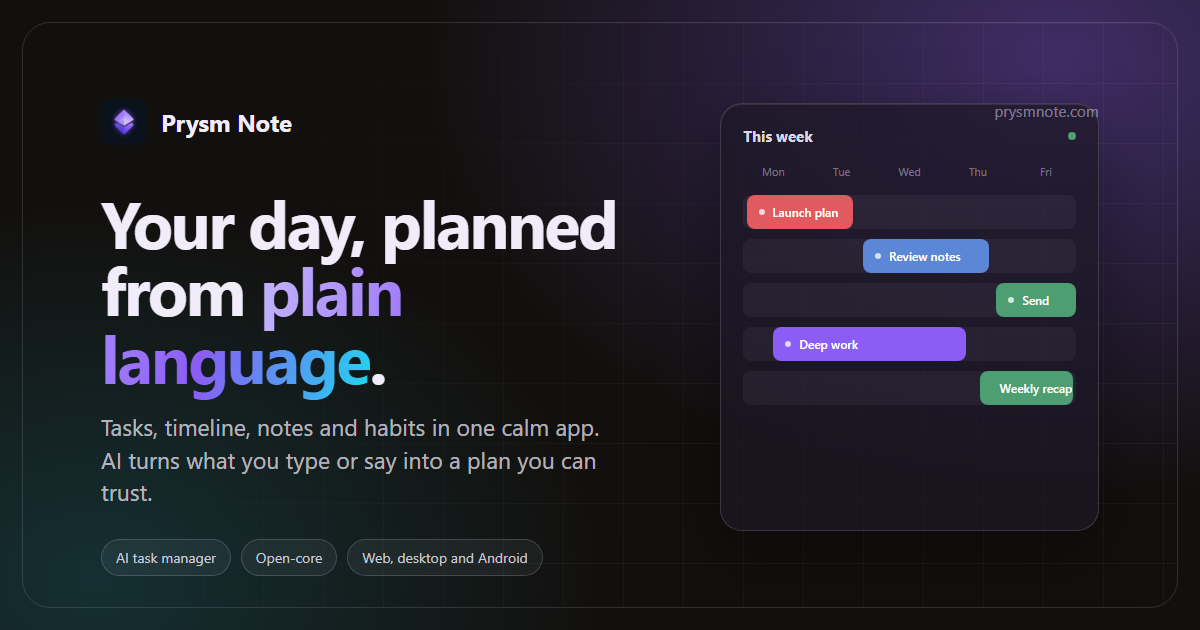 Prysm Note
Your day, planned
from plain
language.
Tasks, timeline, notes and habits in one calm app.
AI turns what you type or say into a plan you can
trust.
AI task manager
Open-core
Web, desktop and Android
prysmnote.com
This week
Mon Tue Wed Thu Fri
Launch plan
Review notes
Send
Deep work
Weekly recap